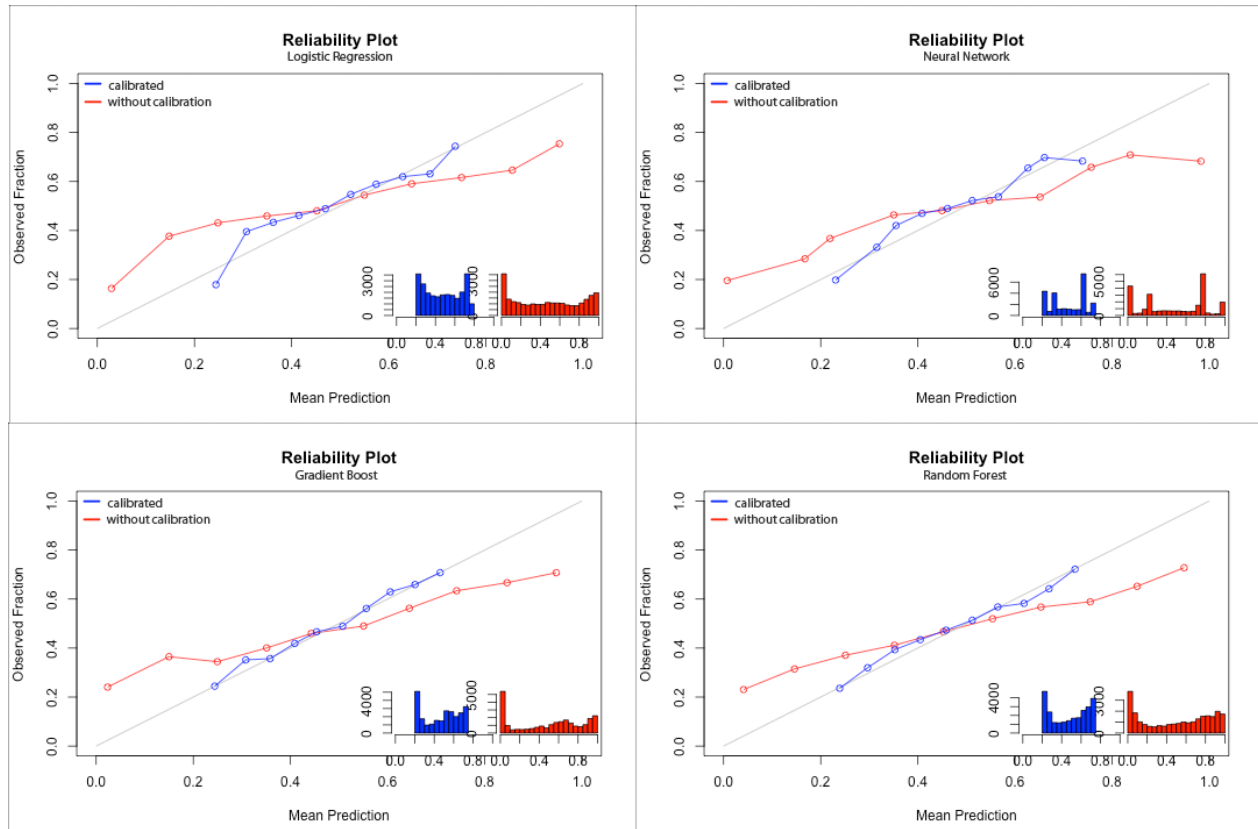 Reliability Plot
Logistic Regression
calibrated
without calibration
Observed Fraction
1.0
0.8
0.6
0.4
0.2
0.0
3000
0
3000
0
0.0 0.4 0.8
0.0 0.4 0.8
0.0 0.2 0.4 0.6 0.8 1.0
Mean Prediction
Reliability Plot
Neural Network
calibrated
without calibration
Observed Fraction
1.0
0.8
0.6
0.4
0.2
0.0
6000
0
5000
0
0.0 0.4 0.8
0.0 0.4 0.8
0.0 0.2 0.4 0.6 0.8 1.0
Mean Prediction
Reliability Plot
Gradient Boost
calibrated
without calibration
Observed Fraction
1.0
0.8
0.6
0.4
0.2
0.0
4000
0
5000
0
0.0 0.4 0.8
0.0 0.4 0.8
0.0 0.2 0.4 0.6 0.8 1.0
Mean Prediction
Reliability Plot
Random Forest
calibrated
without calibration
Observed Fraction
1.0
0.8
0.6
0.4
0.2
0.0
4000
0
3000
0
0.0 0.4 0.8
0.0 0.4 0.8
0.0 0.2 0.4 0.6 0.8 1.0
Mean Prediction